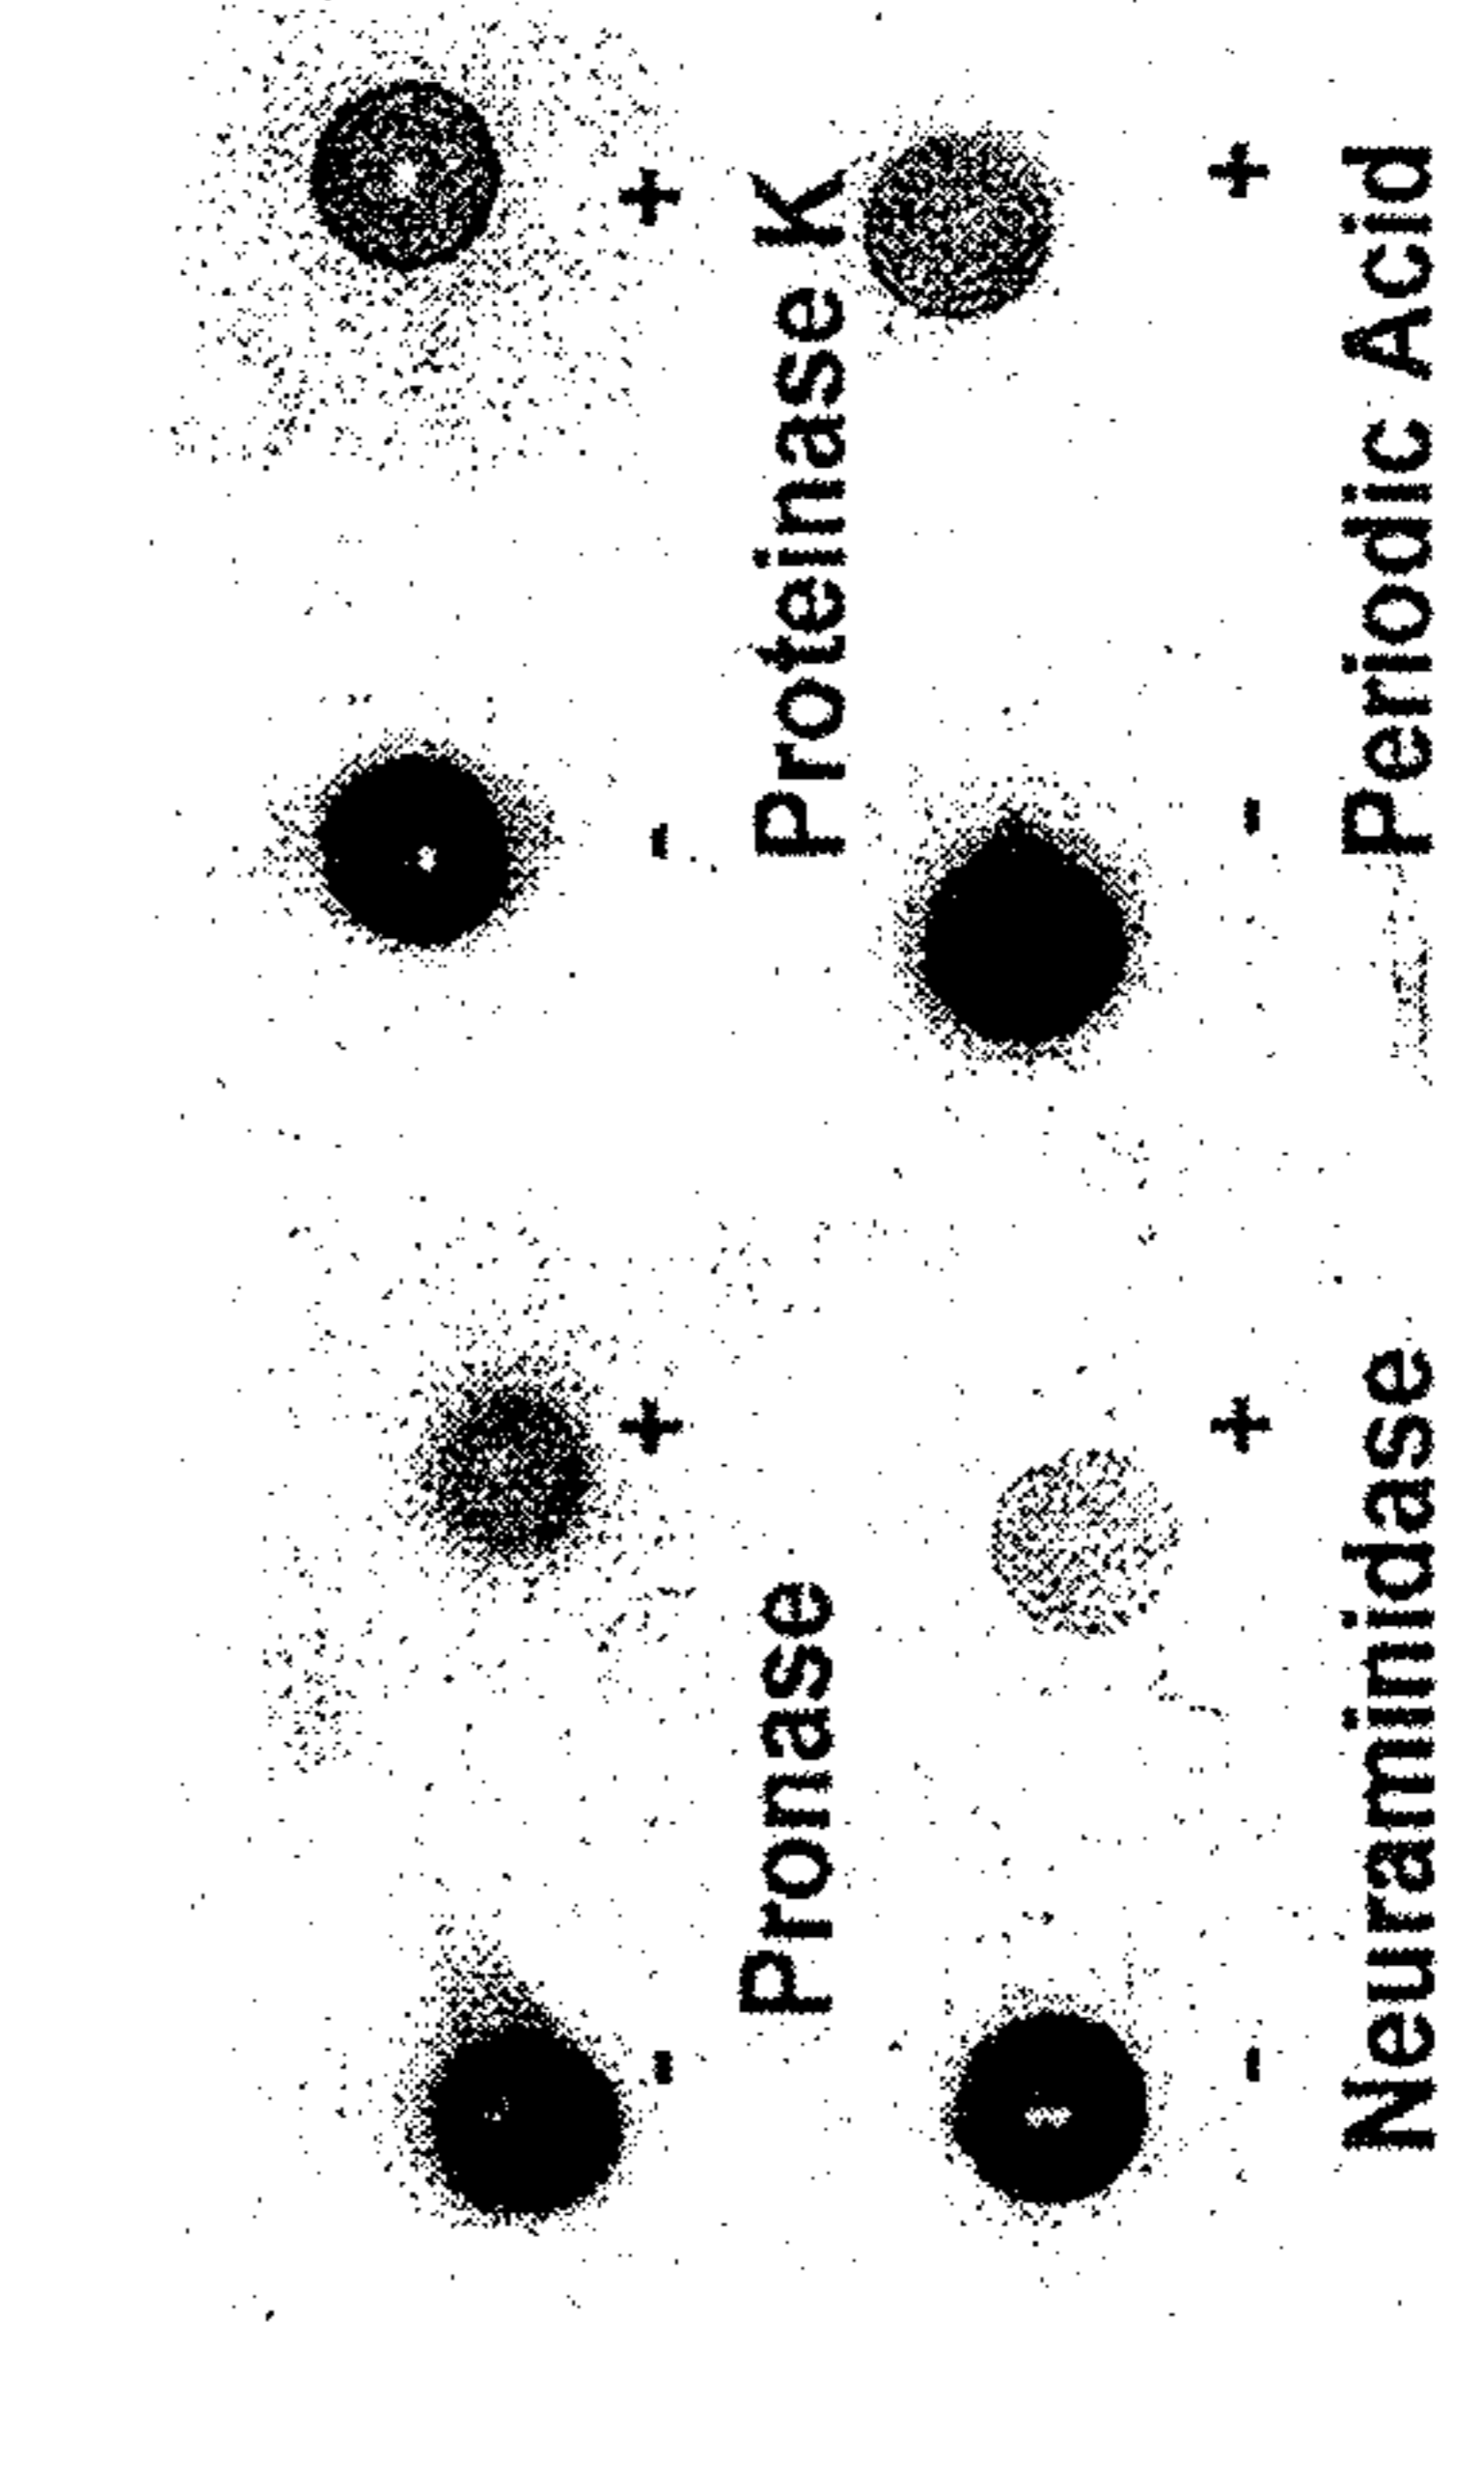 - + - +
Pronase Proteinase K
- + - +
Neuraminidase Periodic Acid